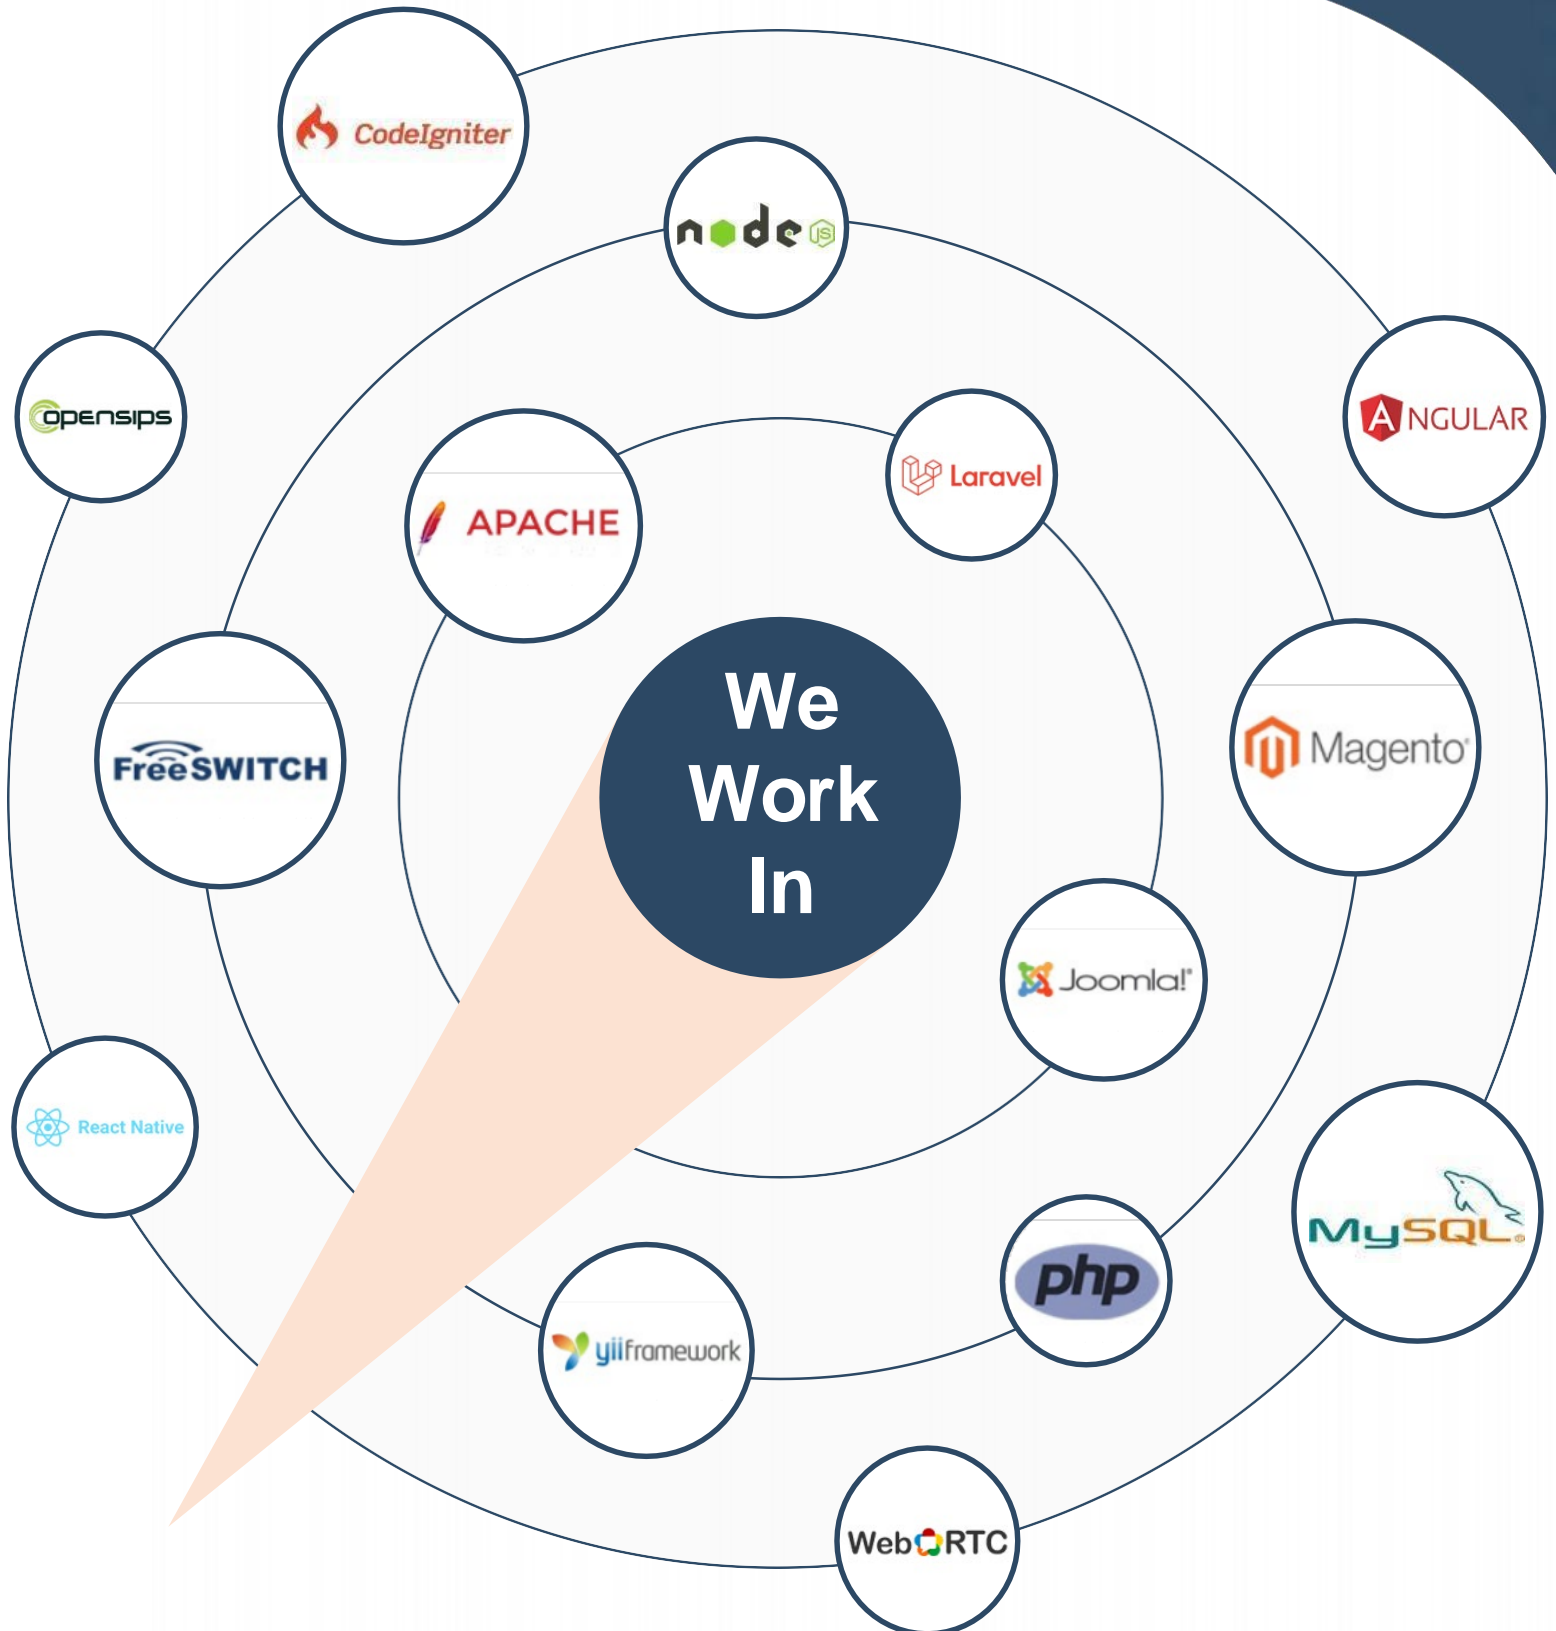 CodeIgniter
node JS
opensips
ANGULAR
Laravel
APACHE
We
Work
In
FreeSWITCH
Magento®
Joomla!®
React Native
MySQL®
php
yiiframework
WebRTC